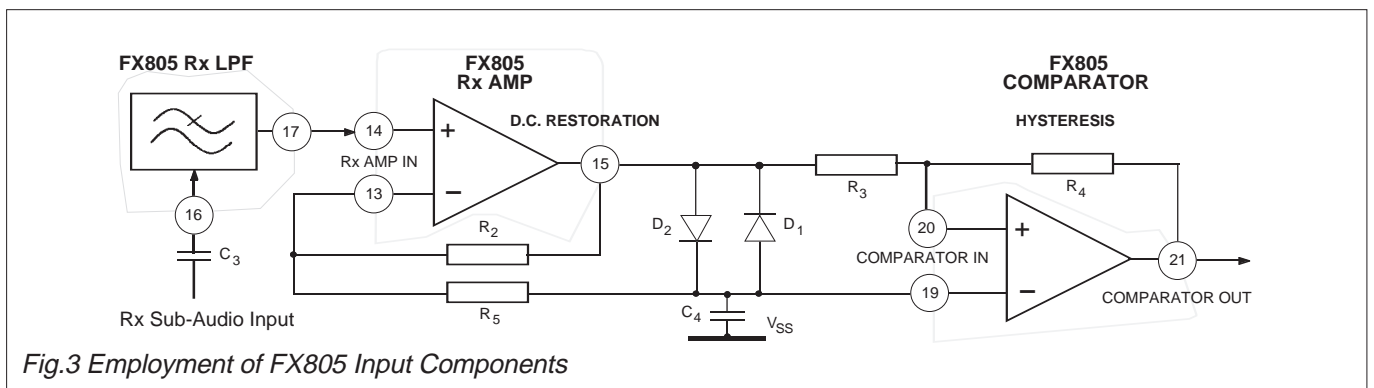 FX805 Rx LPF
FX805
Rx AMP
FX805
COMPARATOR
D.C. RESTORATION
HYSTERESIS
17
14
+
Rx AMP IN
15
R3
R4
13
−
16
R2
D2
D1
20
+
C3
COMPARATOR IN
21
19
−
COMPARATOR OUT
R5
C4
VSS
Rx Sub-Audio Input
Fig.3 Employment of FX805 Input Components